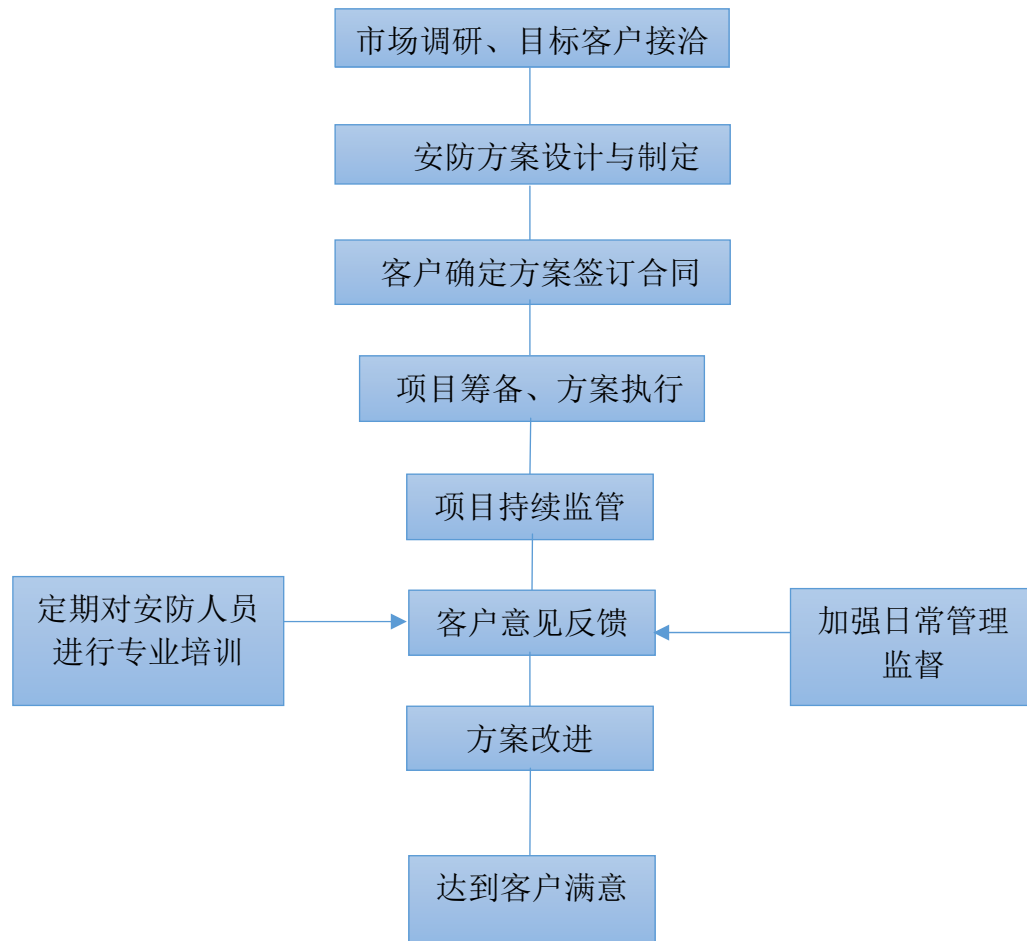 市场调研、目标客户接洽
安防方案设计与制定
客户确定方案签订合同
项目筹备、方案执行
项目持续监管
定期对安防人员
进行专业培训
客户意见反馈
加强日常管理
监督
方案改进
达到客户满意